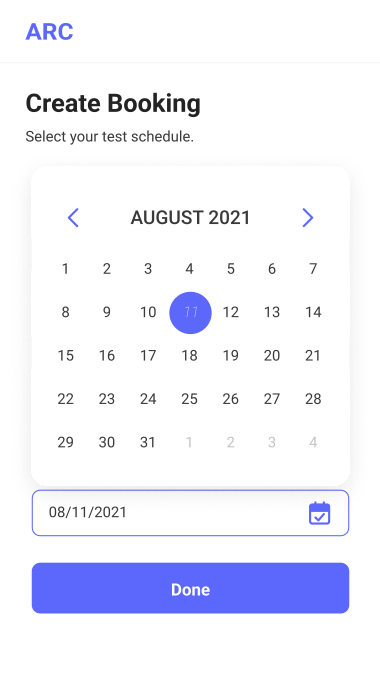 ARC
Create Booking
Select your test schedule.
AUGUST 2021
1 2 3 4 5 6 7
8 9 10 11 12 13 14
15 16 17 18 19 20 21
22 23 24 25 26 27 28
29 30 31 1 2 3 4
08/11/2021
Done